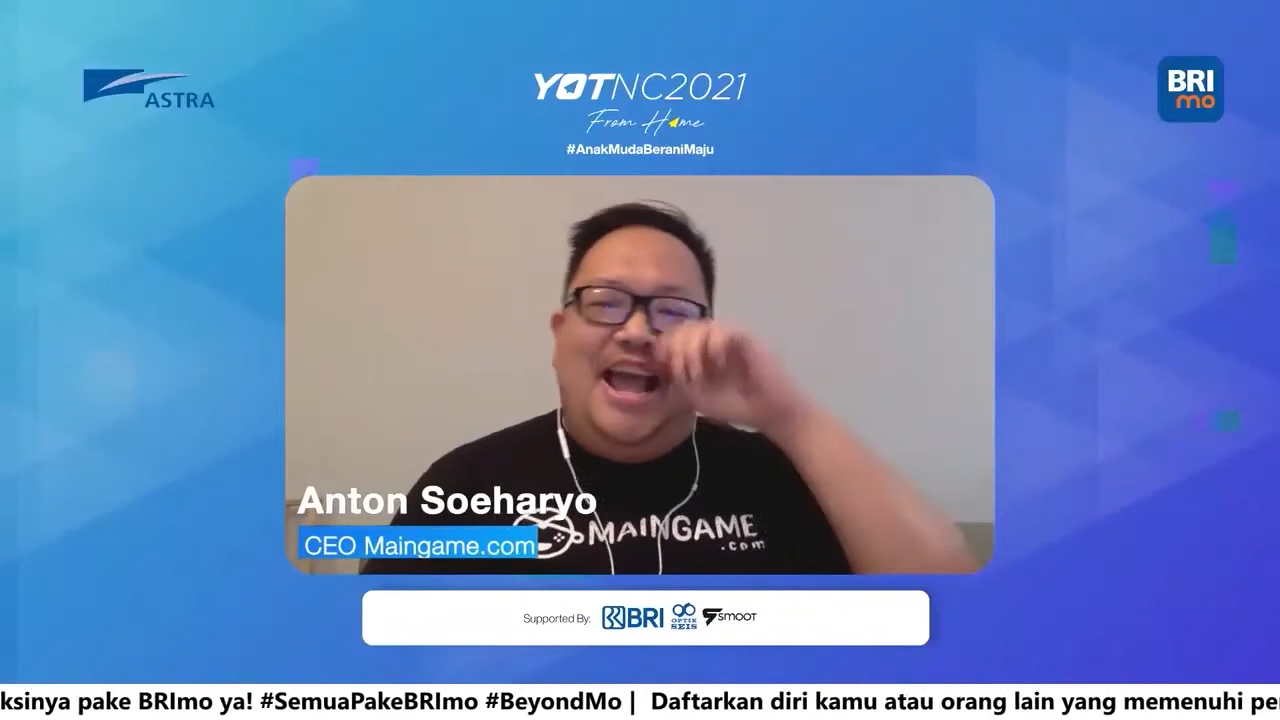 ASTRA
YOTNC2021
From Home
#AnakMudaBeraniMaju
BRI
mo
Anton Soeharyo
CEO Maingame.com
MAINGAME
.com
Supported By:
BRI
OPTIK
SEIS
SMOOT
ksinya pake BRImo ya! #SemuaPakeBRImo #BeyondMo | Daftarkan diri kamu atau orang lain yang memenuhi pe